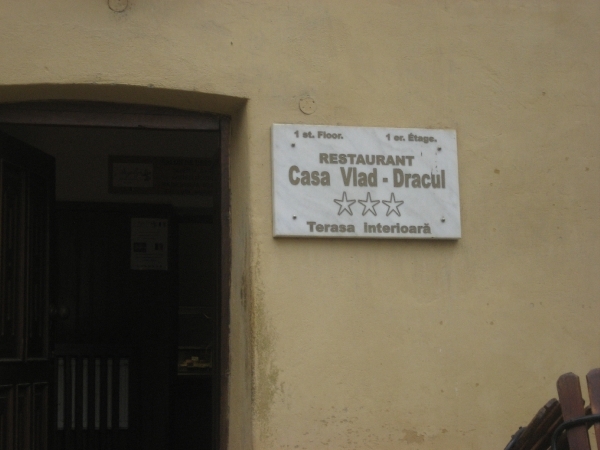 1 st. Floor. 1 er. Étage.
RESTAURANT
Casa Vlad - Dracul
Terasa interioară